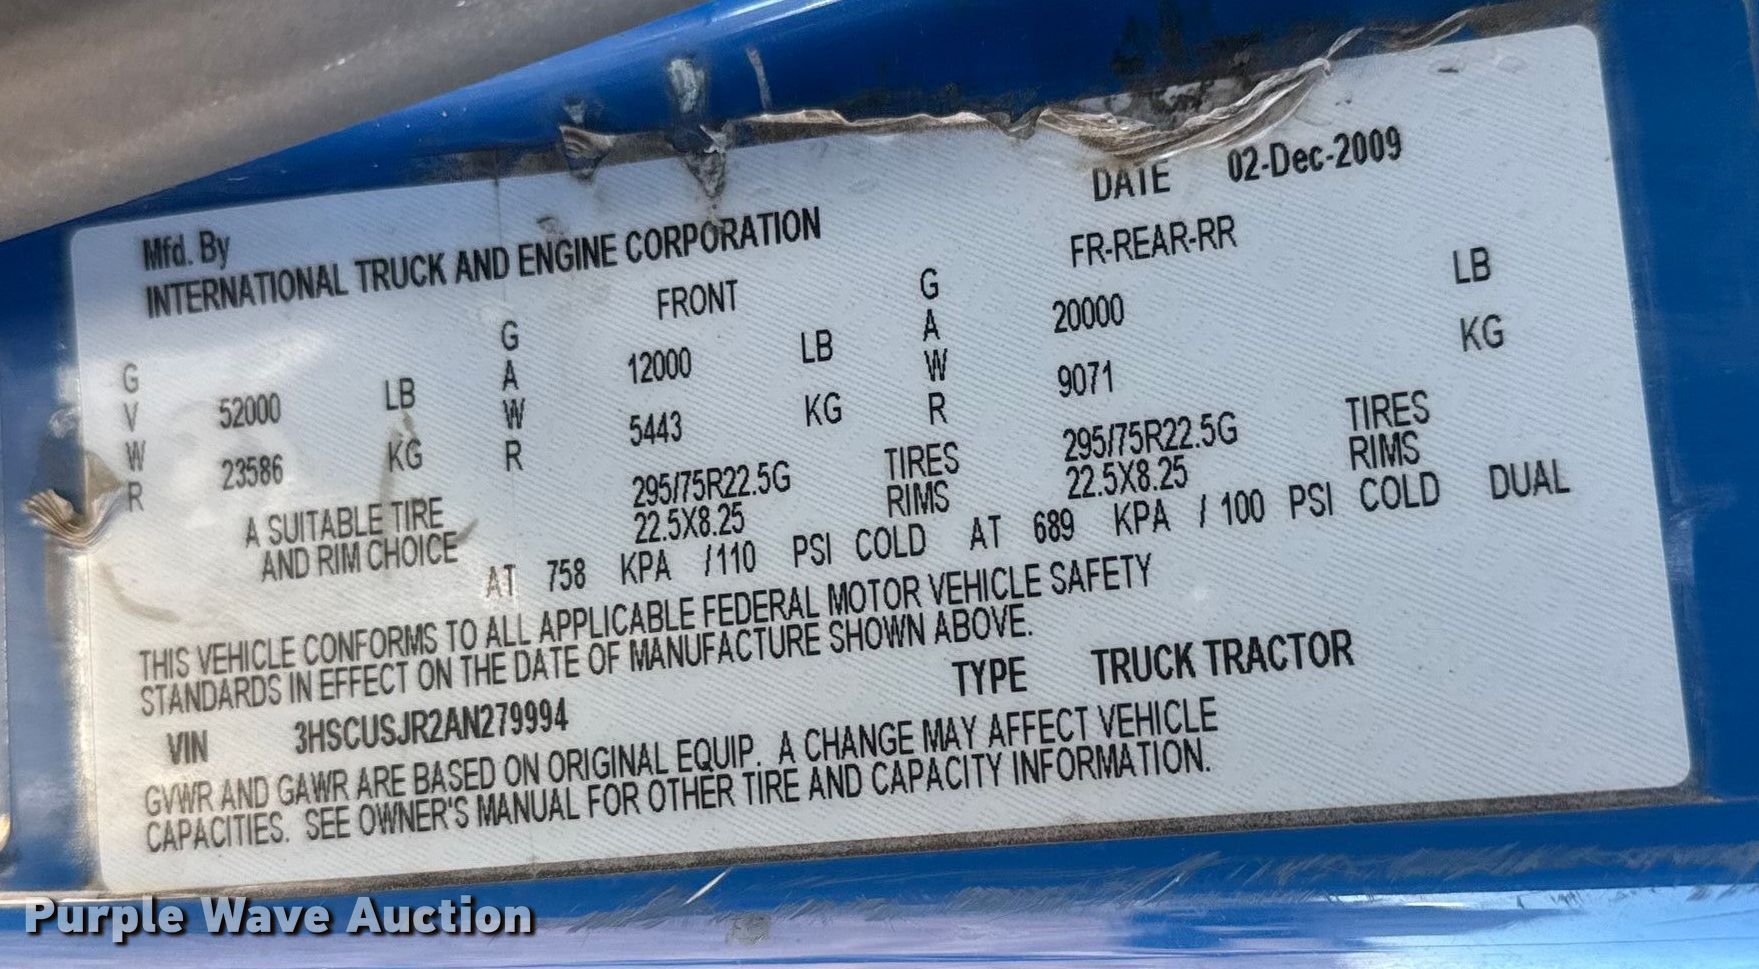 DATE 02-Dec-2009
Mfd. By
INTERNATIONAL TRUCK AND ENGINE CORPORATION
FRONT FR-REAR-RR
GVWR 52000 LB GAWR 12000 LB GAWR 20000 LB
23586 KG 5443 KG 9071 KG
A SUITABLE TIRE 295/75R22.5G TIRES 295/75R22.5G TIRES
AND RIM CHOICE 22.5X8.25 RIMS 22.5X8.25 RIMS
AT 758 KPA /110 PSI COLD AT 689 KPA / 100 PSI COLD DUAL
THIS VEHICLE CONFORMS TO ALL APPLICABLE FEDERAL MOTOR VEHICLE SAFETY
STANDARDS IN EFFECT ON THE DATE OF MANUFACTURE SHOWN ABOVE.
VIN 3HSCUSJR2AN279994 TYPE TRUCK TRACTOR
GVWR AND GAWR ARE BASED ON ORIGINAL EQUIP. A CHANGE MAY AFFECT VEHICLE
CAPACITIES. SEE OWNER'S MANUAL FOR OTHER TIRE AND CAPACITY INFORMATION.
Purple Wave Auction